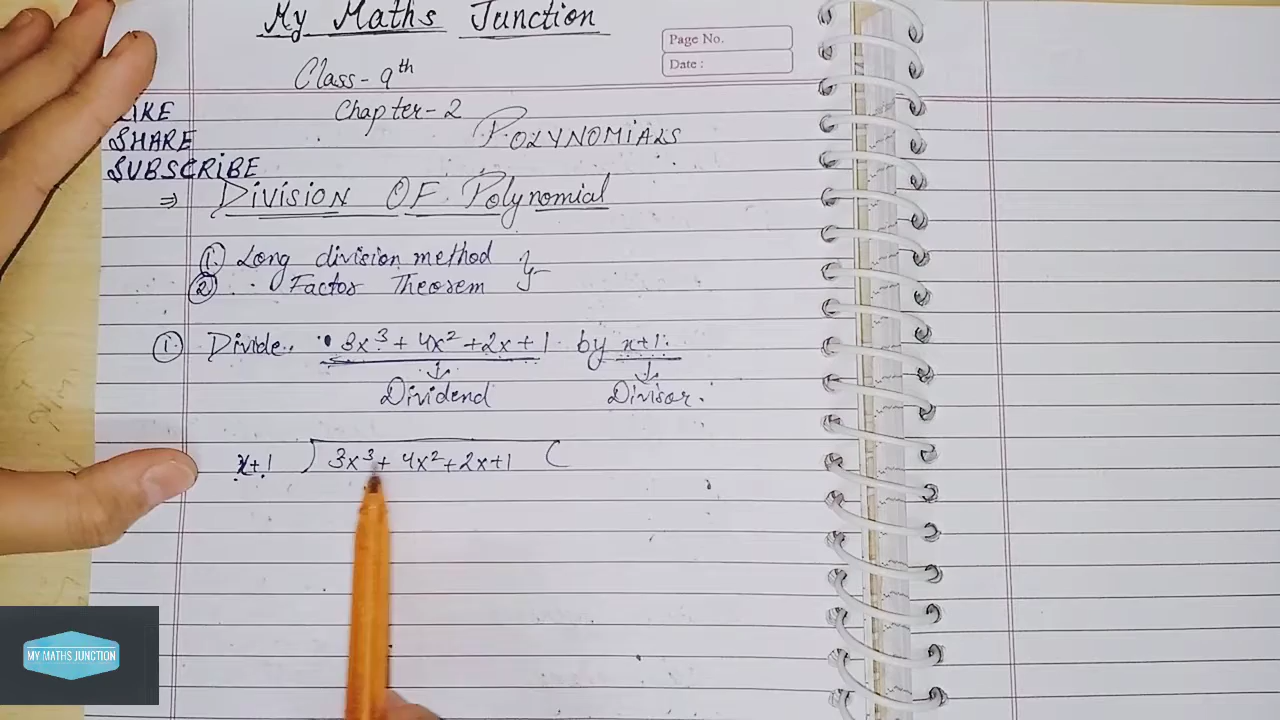 My Maths Junction
Page No.
Date :
Class - 9th
Chapter - 2
LIKE
POLYNOMiALS
SHARE
SUBSCRiBE
⇒ Division OF Polynomial
1. Long division method
2 . . Factor Theorem
1. Divide. . 3x³ + 4x² + 2x + 1 by x+1.
Dividend Divisor.
x+1 ) 3x³ + 4x² + 2x + 1 (
MY MATHS JUNCTION